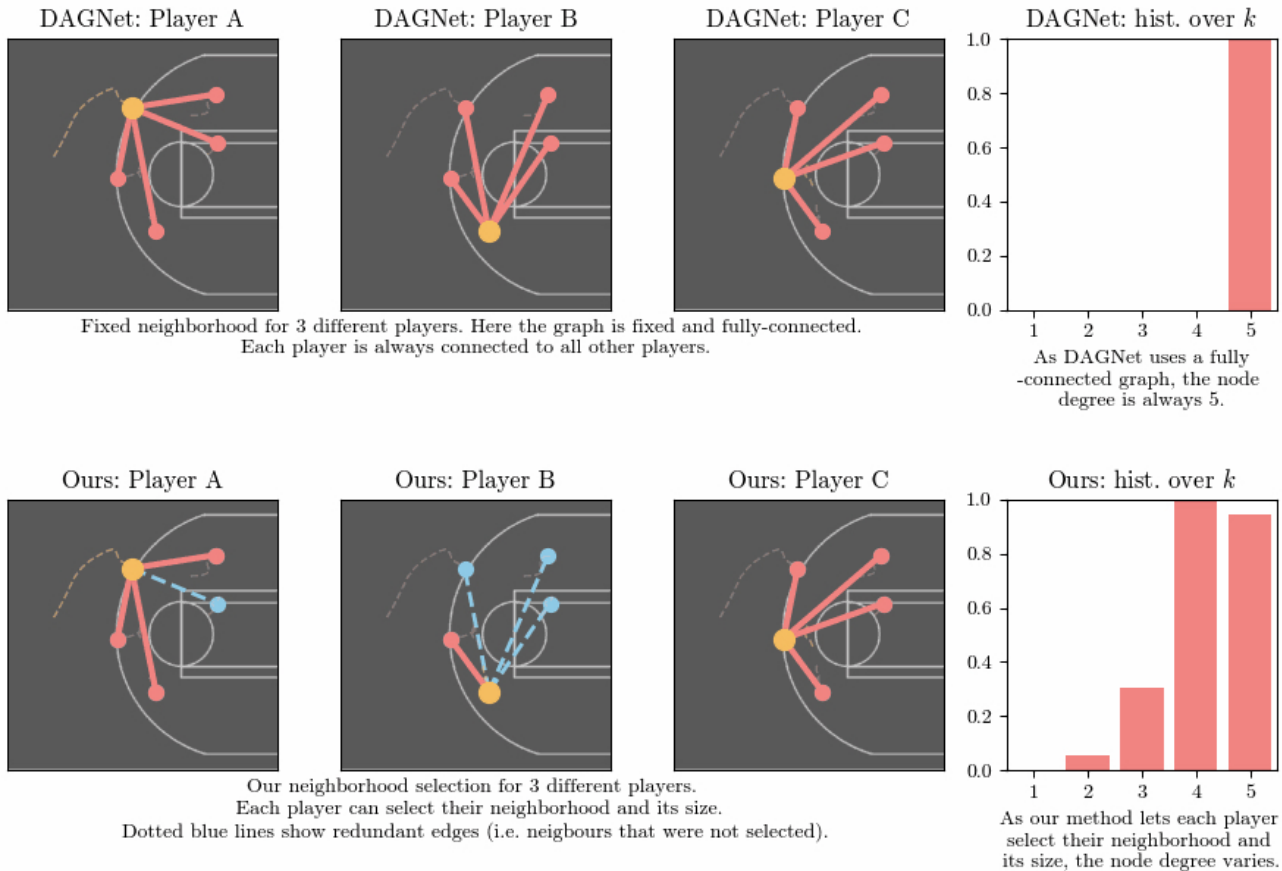 DAGNet: Player A
DAGNet: Player B
DAGNet: Player C
DAGNet: hist. over k
1.0
0.8
0.6
0.4
0.2
0.0
1 2 3 4 5
Fixed neighborhood for 3 different players. Here the graph is fixed and fully-connected.
Each player is always connected to all other players.
As DAGNet uses a fully
-connected graph, the node
degree is always 5.
Ours: Player A
Ours: Player B
Ours: Player C
Ours: hist. over k
1.0
0.8
0.6
0.4
0.2
0.0
1 2 3 4 5
Our neighborhood selection for 3 different players.
Each player can select their neighborhood and its size.
Dotted blue lines show redundant edges (i.e. neigbours that were not selected).
As our method lets each player
select their neighborhood and
its size, the node degree varies.